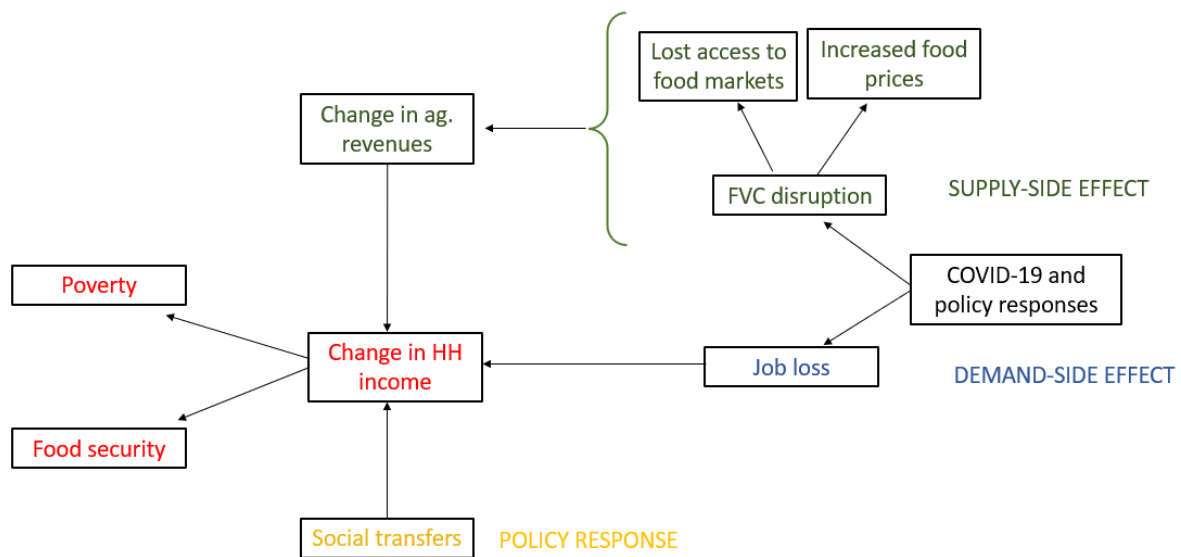 Lost access to
food markets
Increased food
prices
Change in ag.
revenues
FVC disruption
SUPPLY-SIDE EFFECT
COVID-19 and
policy responses
Poverty
Change in HH
income
Job loss
DEMAND-SIDE EFFECT
Food security
Social transfers
POLICY RESPONSE